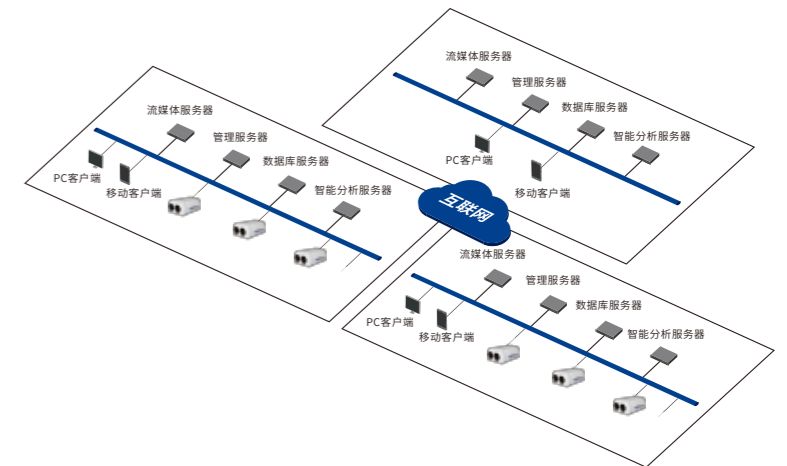 流媒体服务器
管理服务器
数据库服务器
智能分析服务器
PC客户端
移动客户端
流媒体服务器
管理服务器
数据库服务器
智能分析服务器
PC客户端
移动客户端
互联网
流媒体服务器
管理服务器
数据库服务器
智能分析服务器
PC客户端
移动客户端